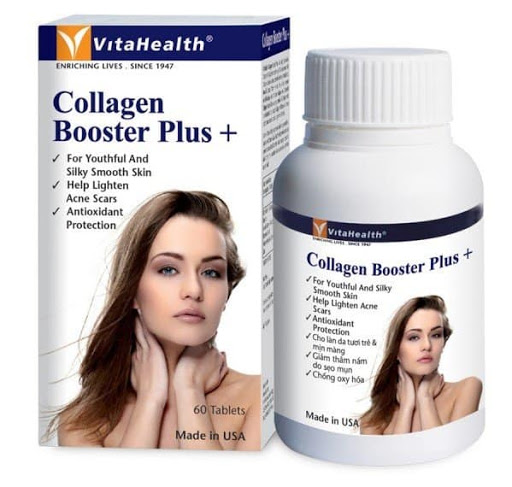 VitaHealth®
ENRICHING LIVES . SINCE 1947
Collagen
Booster Plus +
✓ For Youthful And
Silky Smooth Skin
✓ Help Lighten
Acne Scars
✓ Antioxidant
Protection
60 Tablets
Made in USA
Collagen Booster Plus +
VitaHealth®
ENRICHING LIVES . SINCE 1947
Collagen Booster Plus +
✓ For Youthful And Silky
Smooth Skin
✓ Help Lighten Acne
Scars
✓ Antioxidant
Protection
✓ Cho làn da tươi trẻ &
mịn màng
✓ Giảm thâm nám
do sẹo mụn
✓ Chống oxy hóa
Made in USA